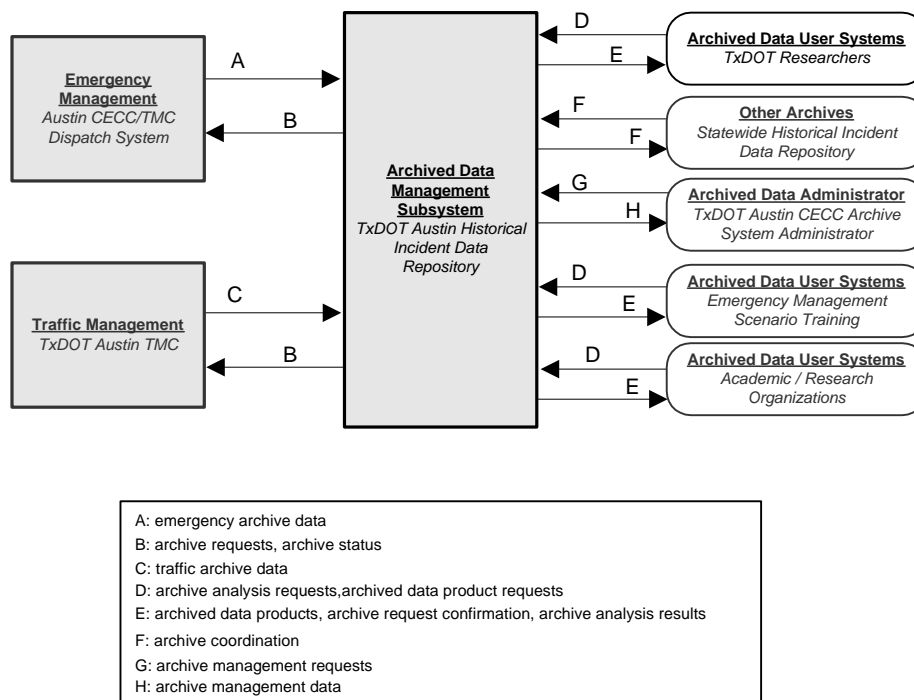 A
B
Emergency
Management
Austin CECC/TMC
Dispatch System
C
B
Traffic Management
TxDOT Austin TMC
Archived Data
Management
Subsystem
TxDOT Austin Historical
Incident Data
Repository
D
E
Archived Data User Systems
TxDOT Researchers
F
F
Other Archives
Statewide Historical Incident
Data Repository
G
H
Archived Data Administrator
TxDOT Austin CECC Archive
System Administrator
D
E
Archived Data User Systems
Emergency Management
Scenario Training
D
E
Archived Data User Systems
Academic / Research
Organizations
A: emergency archive data
B: archive requests, archive status
C: traffic archive data
D: archive analysis requests,archived data product requests
E: archived data products, archive request confirmation, archive analysis results
F: archive coordination
G: archive management requests
H: archive management data